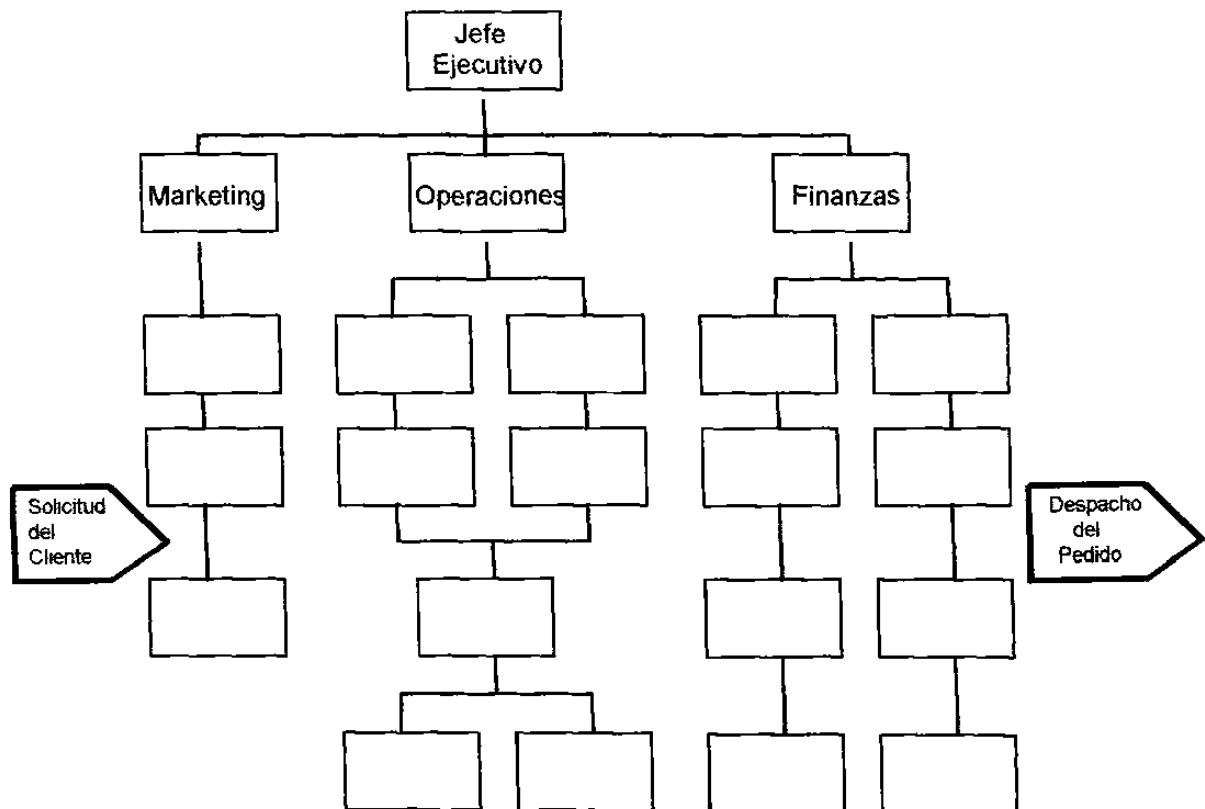 Jefe
Ejecutivo
Marketing
Operaciones
Finanzas
Solicitud
del
Cliente
Despacho
del
Pedido